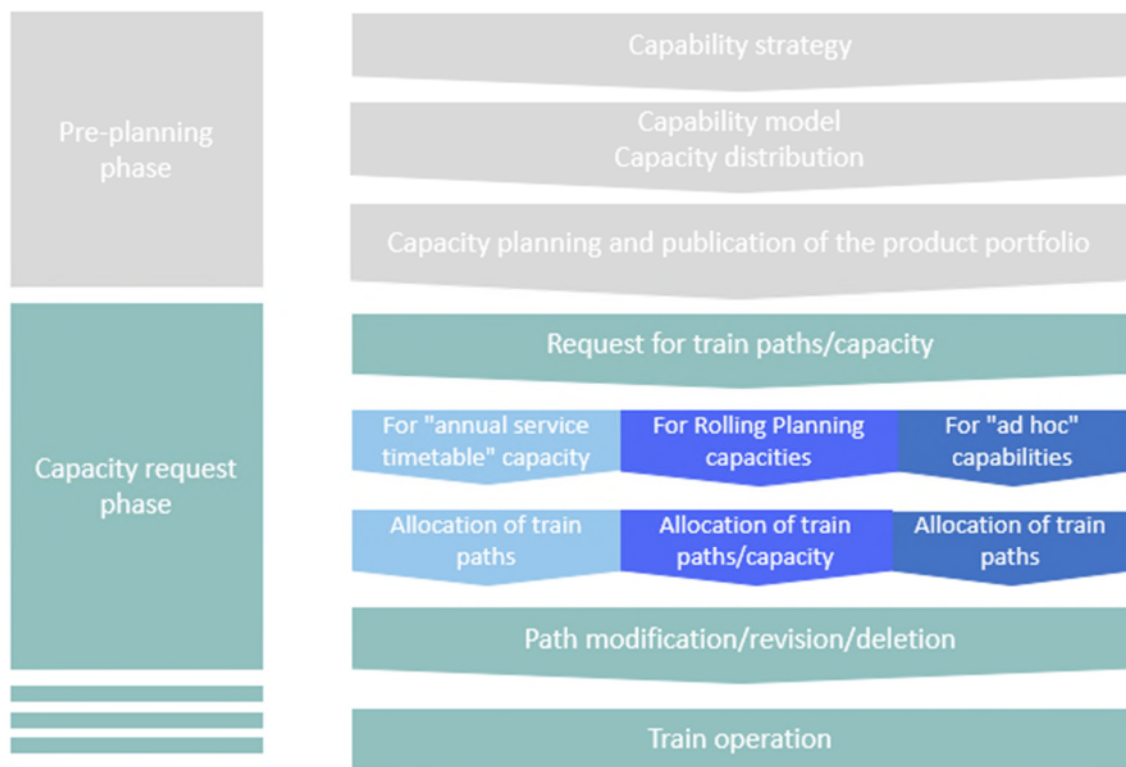 Pre-planning
phase
Capability strategy
Capability model
Capacity distribution
Capacity planning and publication of the product portfolio
Capacity request
phase
Request for train paths/capacity
For "annual service
timetable" capacity
For Rolling Planning
capacities
For "ad hoc"
capabilities
Allocation of train
paths
Allocation of train
paths/capacity
Allocation of train
paths
Path modification/revision/deletion
Train operation